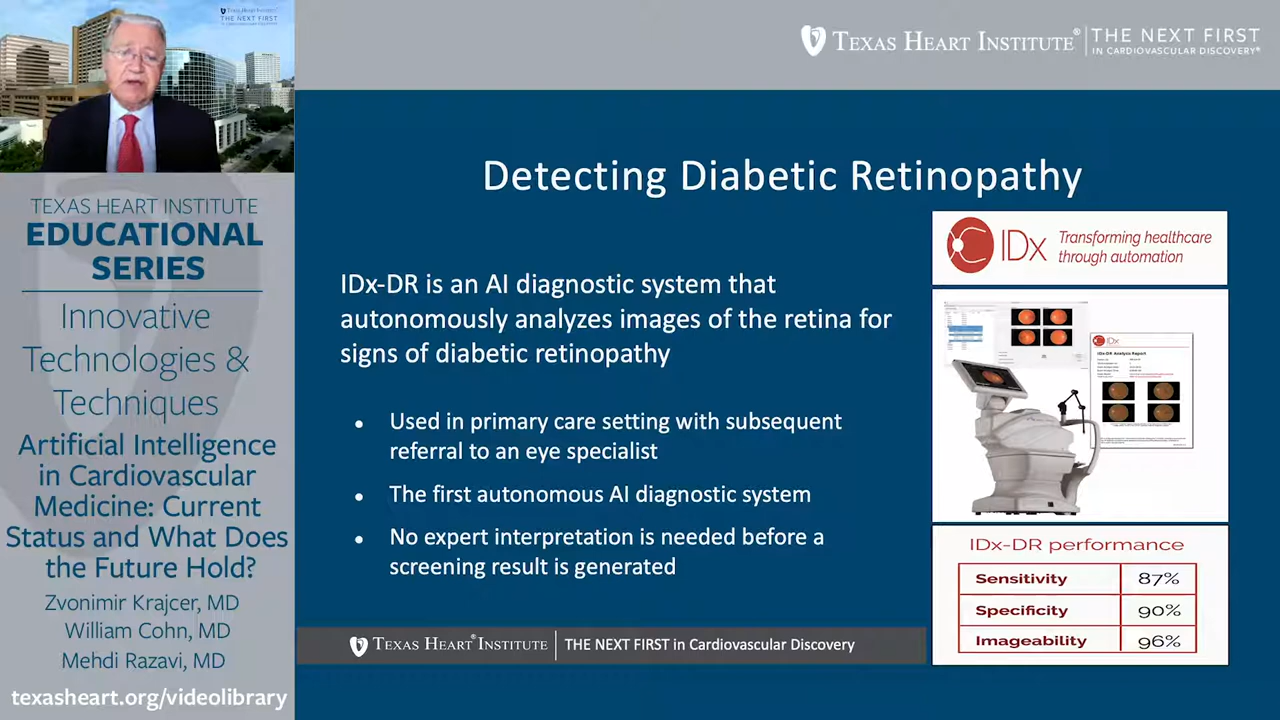 Texas Heart Institute
THE NEXT FIRST
TEXAS HEART INSTITUTE
EDUCATIONAL
SERIES
Innovative
Technologies &
Techniques
Artificial Intelligence
in Cardiovascular
Medicine: Current
Status and What Does
the Future Hold?
Zvonimir Krajcer, MD
William Cohn, MD
Mehdi Razavi, MD
texasheart.org/videolibrary
TEXAS HEART INSTITUTE® THE NEXT FIRST
IN CARDIOVASCULAR DISCOVERY®
Detecting Diabetic Retinopathy
IDx-DR is an AI diagnostic system that
autonomously analyzes images of the retina for
signs of diabetic retinopathy
• Used in primary care setting with subsequent
referral to an eye specialist
• The first autonomous AI diagnostic system
• No expert interpretation is needed before a
screening result is generated
IDx Transforming healthcare
through automation
IDx
IDx-DR Analysis Report
IDx-DR performance
Sensitivity 87%
Specificity 90%
Imageability 96%
TEXAS HEART® INSTITUTE THE NEXT FIRST in Cardiovascular Discovery